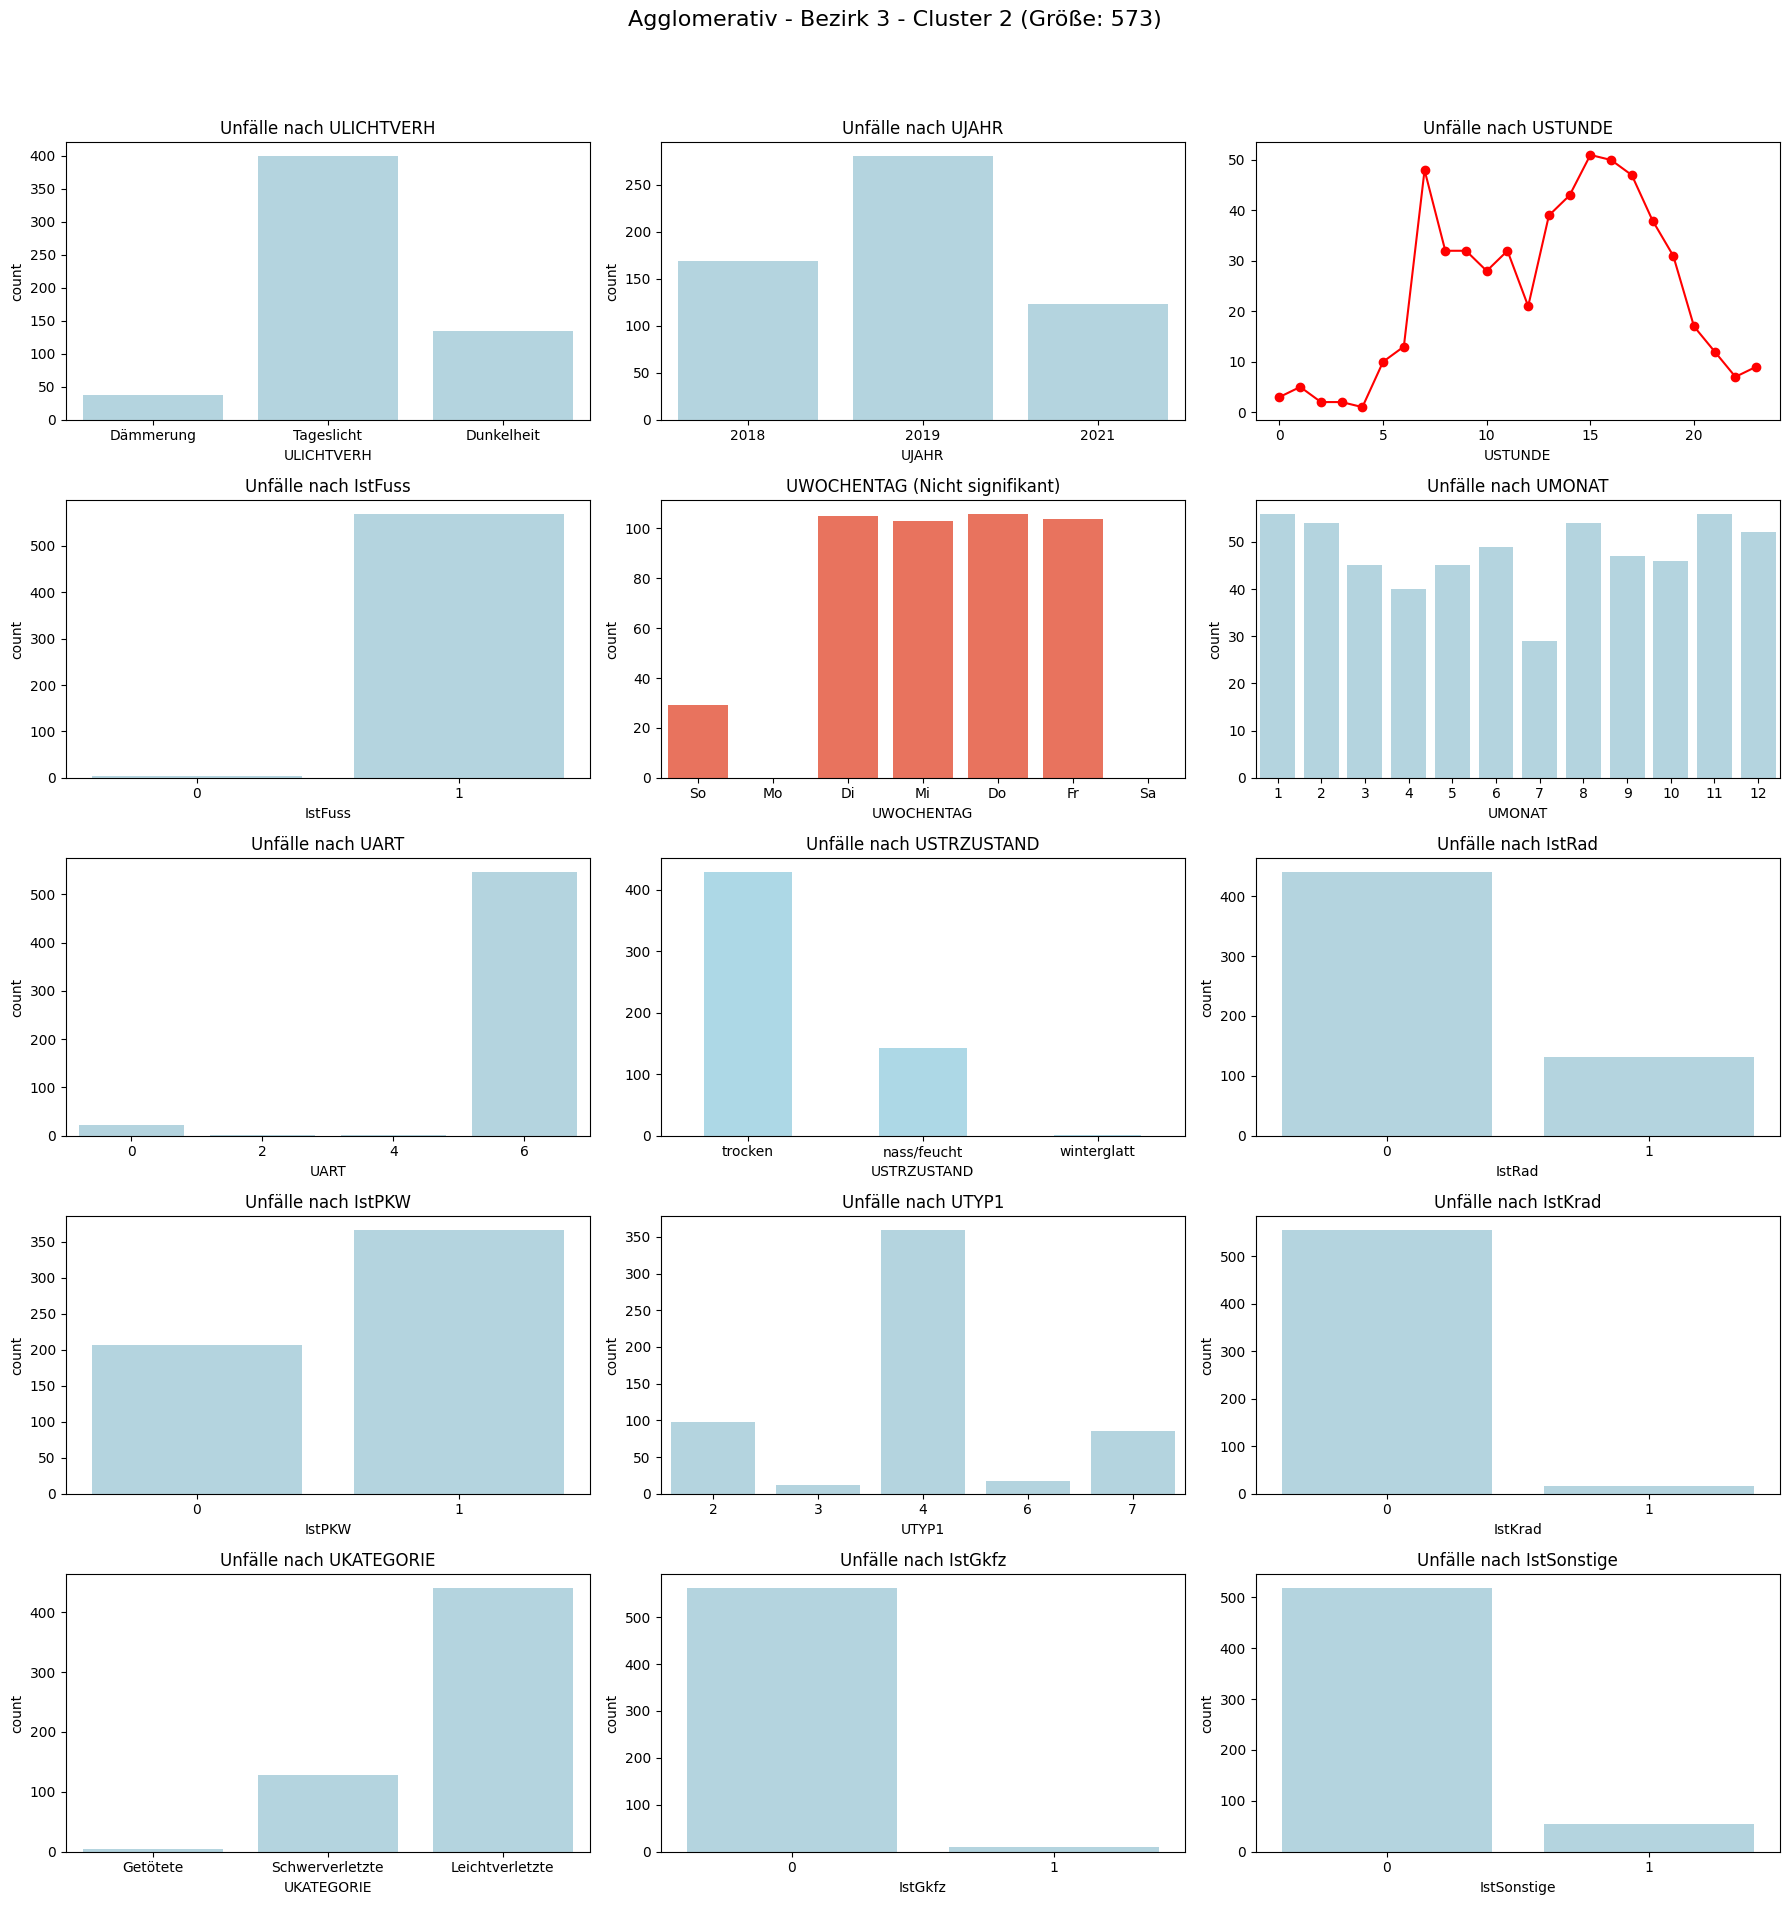 Agglomerativ - Bezirk 3 - Cluster 2 (Größe: 573)
Unfälle nach ULICHTVERH
400
350
300
250
200
150
100
50
0
count
Dämmerung Tageslicht Dunkelheit
ULICHTVERH
Unfälle nach UJAHR
250
200
150
100
50
0
count
2018 2019 2021
UJAHR
Unfälle nach USTUNDE
50
40
30
20
10
0
0 5 10 15 20
USTUNDE
Unfälle nach IstFuss
500
400
300
200
100
0
count
0 1
IstFuss
UWOCHENTAG (Nicht signifikant)
100
80
60
40
20
0
count
So Mo Di Mi Do Fr Sa
UWOCHENTAG
Unfälle nach UMONAT
50
40
30
20
10
0
count
1 2 3 4 5 6 7 8 9 10 11 12
UMONAT
Unfälle nach UART
500
400
300
200
100
0
count
0 2 4 6
UART
Unfälle nach USTRZUSTAND
400
300
200
100
0
trocken nass/feucht winterglatt
USTRZUSTAND
Unfälle nach IstRad
400
300
200
100
0
count
0 1
IstRad
Unfälle nach IstPKW
350
300
250
200
150
100
50
0
count
0 1
IstPKW
Unfälle nach UTYP1
350
300
250
200
150
100
50
0
count
2 3 4 6 7
UTYP1
Unfälle nach IstKrad
500
400
300
200
100
0
count
0 1
IstKrad
Unfälle nach UKATEGORIE
400
300
200
100
0
count
Getötete Schwerverletzte Leichtverletzte
UKATEGORIE
Unfälle nach IstGkfz
500
400
300
200
100
0
count
0 1
IstGkfz
Unfälle nach IstSonstige
500
400
300
200
100
0
count
0 1
IstSonstige